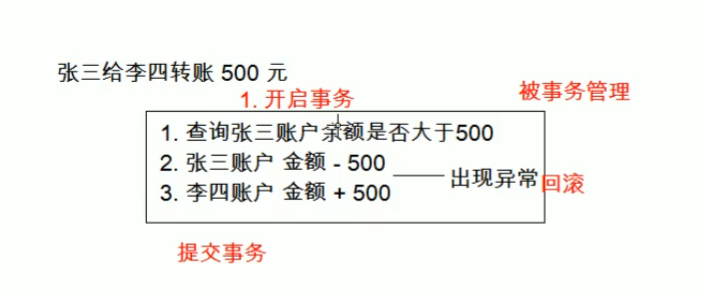 张三给李四转账 500 元
1. 开启事务
被事务管理
1. 查询张三账户余额是否大于500
2. 张三账户 金额 - 500
出现异常
回滚
3. 李四账户 金额 + 500
提交事务